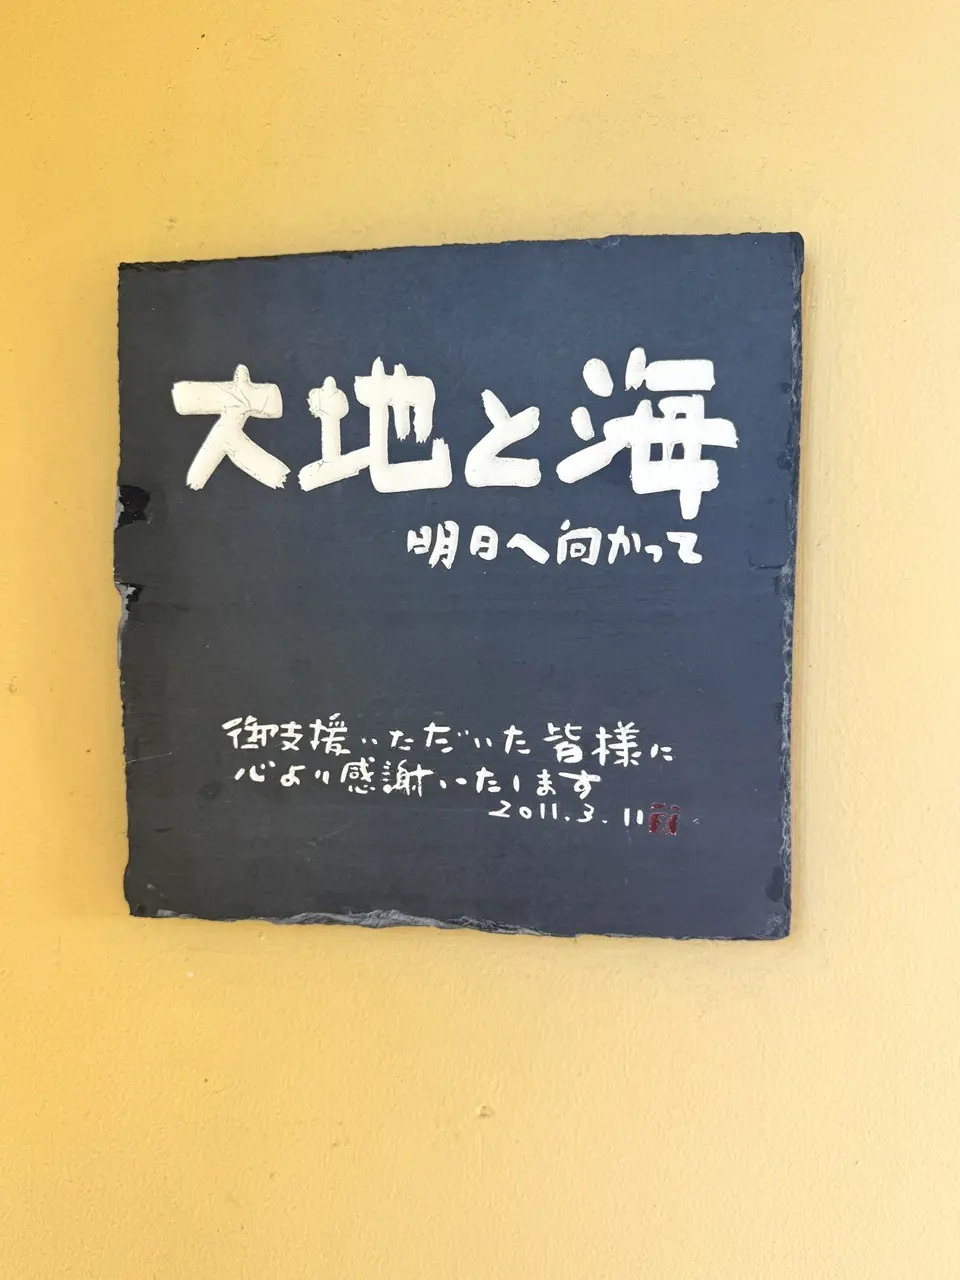 大地と海
明日へ向かって
御支援いただいた皆様に
心より感謝いたします
2011.3.11